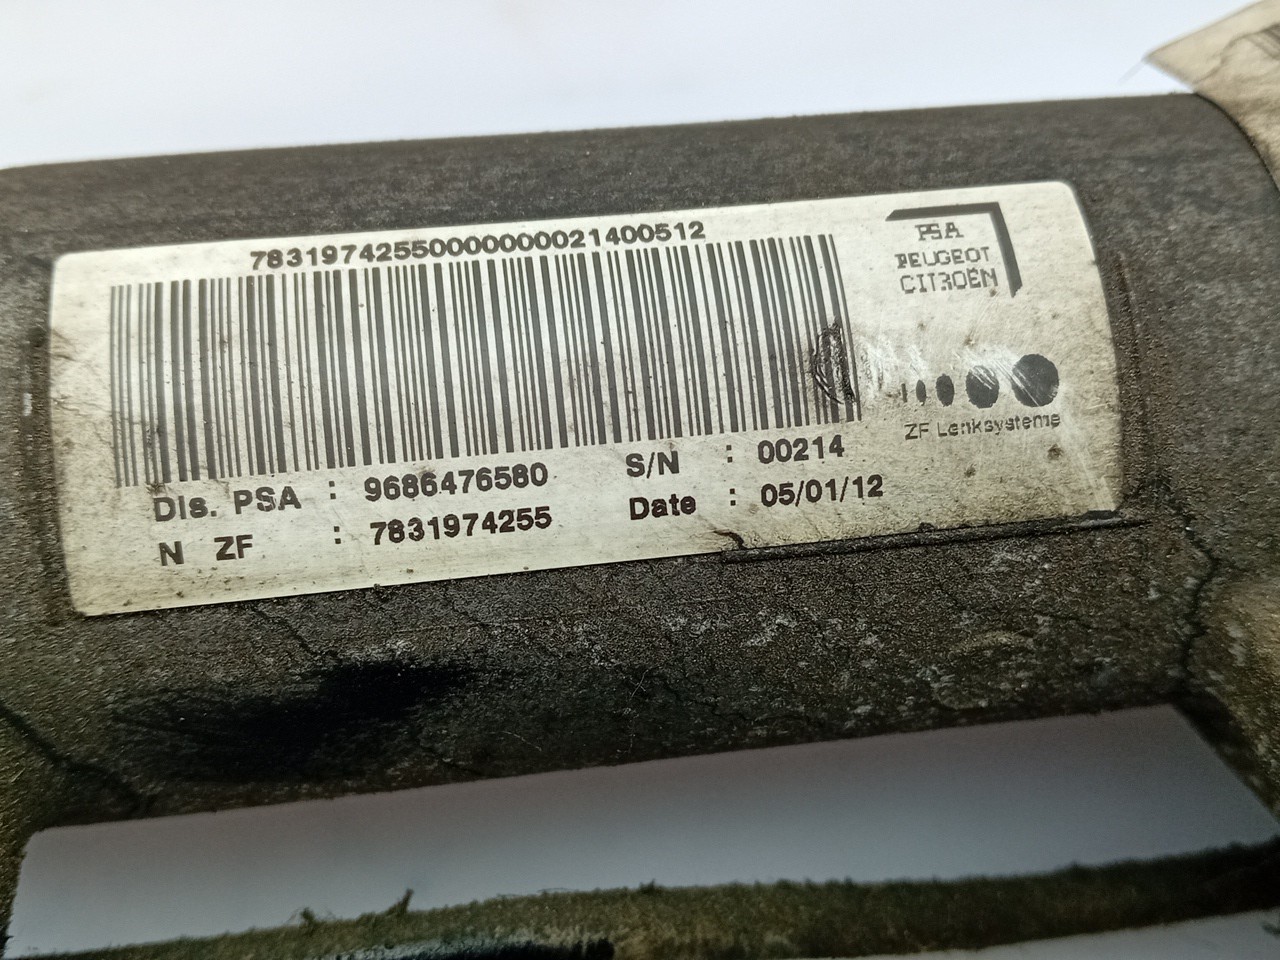 7831974255000000021400512
PSA
PEUGEOT
CITROËN
ZF Lenksysteme
Dis. PSA : 9686476580 S/N : 00214
N ZF : 7831974255 Date : 05/01/12